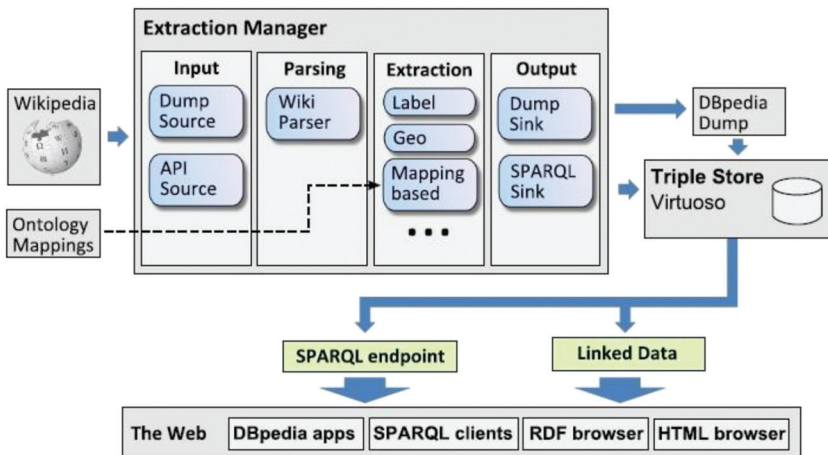 Extraction Manager
Input
Parsing
Extraction
Output
Wikipedia
Dump
Source
API
Source
Wiki
Parser
Label
Geo
Mapping
based
Dump
Sink
SPARQL
Sink
DBpedia
Dump
Triple Store
Virtuoso
Ontology
Mappings
SPARQL endpoint
Linked Data
The Web
DBpedia apps
SPARQL clients
RDF browser
HTML browser